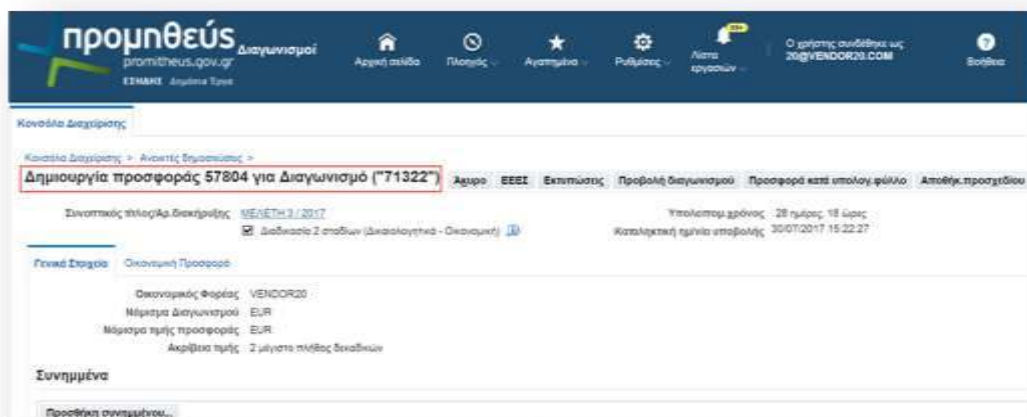 προμηθεύς Διαγωνισμοί
promitheus.gov.gr
ΕΣΗΔΗΣ Δημόσια Έργα
Αρχική σελίδα Πλοηγός Αγαπημένα Ρυθμίσεις Λίστα εργασιών Ο χρήστης συνδέθηκε ως 20@VENDOR20.COM Βοήθεια
Κονσόλα Διαχείρισης
Κονσόλα Διαχείρισης > Ανοικτές δημοσιεύσεις >
Δημιουργία προσφοράς 57804 για Διαγωνισμό ("71322") Άκυρο ΕΕΕΣ Εκτυπώσεις Προβολή διαγωνισμού Προσφορά κατά υπολογ.φύλλο Αποθήκ.προσχεδίου
Συνοπτικός τίτλος/Αρ.διακήρυξης ΜΕΛΕΤΗ 3 / 2017 Υπολειπομ.χρόνος 28 ημέρες, 18 ώρες
Διαδικασία 2 σταδίων (Δικαιολογητικά - Οικονομική) Καταληκτική ημ/νία υποβολής 30/07/2017 15:22:27
Γενικά Στοιχεία Οικονομική Προσφορά
Οικονομικός Φορέας VENDOR20
Νόμισμα Διαγωνισμού EUR
Νόμισμα τιμής προσφοράς EUR
Ακρίβεια τιμής 2 μέγιστο πλήθος δεκαδικών
Συνημμένα
Προσθήκη συνημμένου...